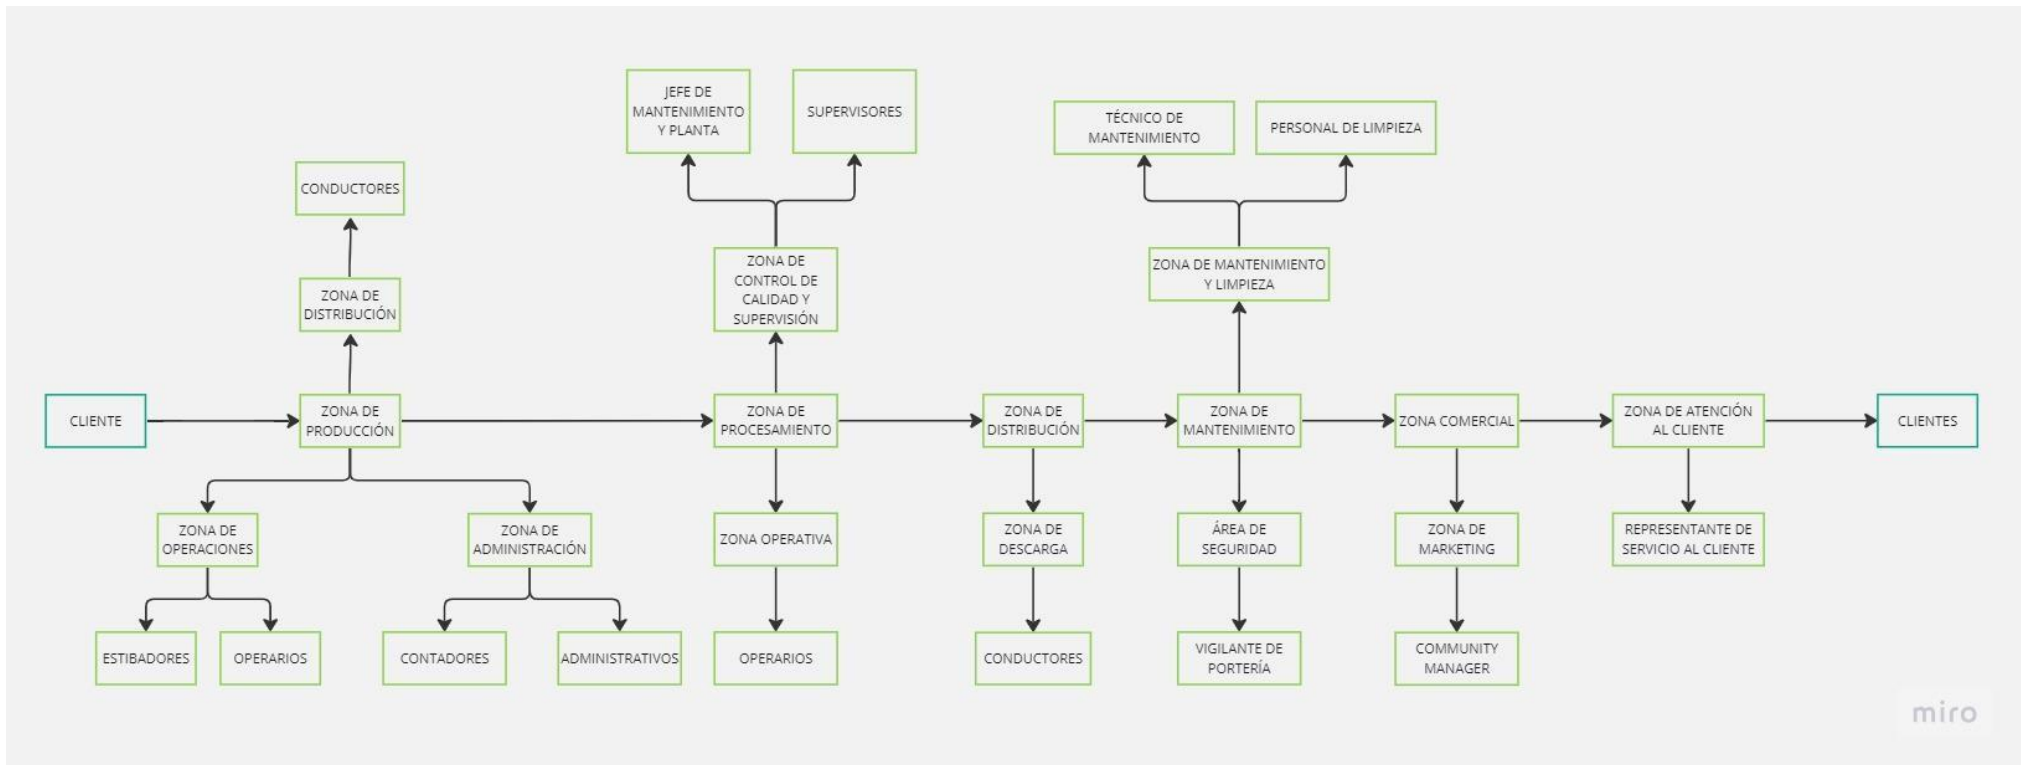 JEFE DE
MANTENIMIENTO
Y PLANTA
SUPERVISORES
TÉCNICO DE
MANTENIMIENTO
PERSONAL DE LIMPIEZA
CONDUCTORES
ZONA DE
DISTRIBUCIÓN
ZONA DE
CONTROL DE
CALIDAD Y
SUPERVISIÓN
ZONA DE MANTENIMIENTO
Y LIMPIEZA
CLIENTE
ZONA DE
PRODUCCIÓN
ZONA DE
PROCESAMIENTO
ZONA DE
DISTRIBUCIÓN
ZONA DE
MANTENIMIENTO
ZONA COMERCIAL
ZONA DE ATENCIÓN
AL CLIENTE
CLIENTES
ZONA DE
OPERACIONES
ZONA DE
ADMINISTRACIÓN
ZONA OPERATIVA
ZONA DE
DESCARGA
ÁREA DE
SEGURIDAD
ZONA DE
MARKETING
REPRESENTANTE DE
SERVICIO AL CLIENTE
ESTIBADORES
OPERARIOS
CONTADORES
ADMINISTRATIVOS
OPERARIOS
CONDUCTORES
VIGILANTE DE
PORTERÍA
COMMUNITY
MANAGER
miro